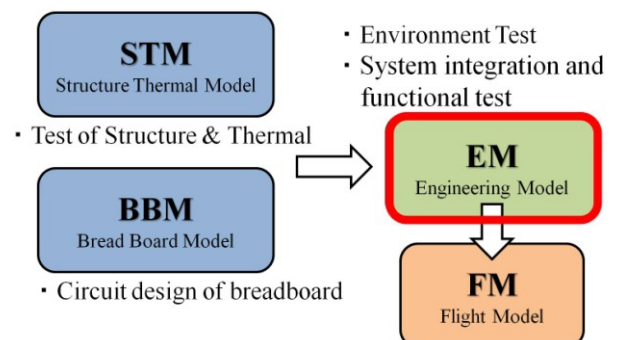 STM
Structure Thermal Model
・Test of Structure & Thermal
BBM
Bread Board Model
・Circuit design of breadboard
・Environment Test
・System integration and
functional test
EM
Engineering Model
FM
Flight Model